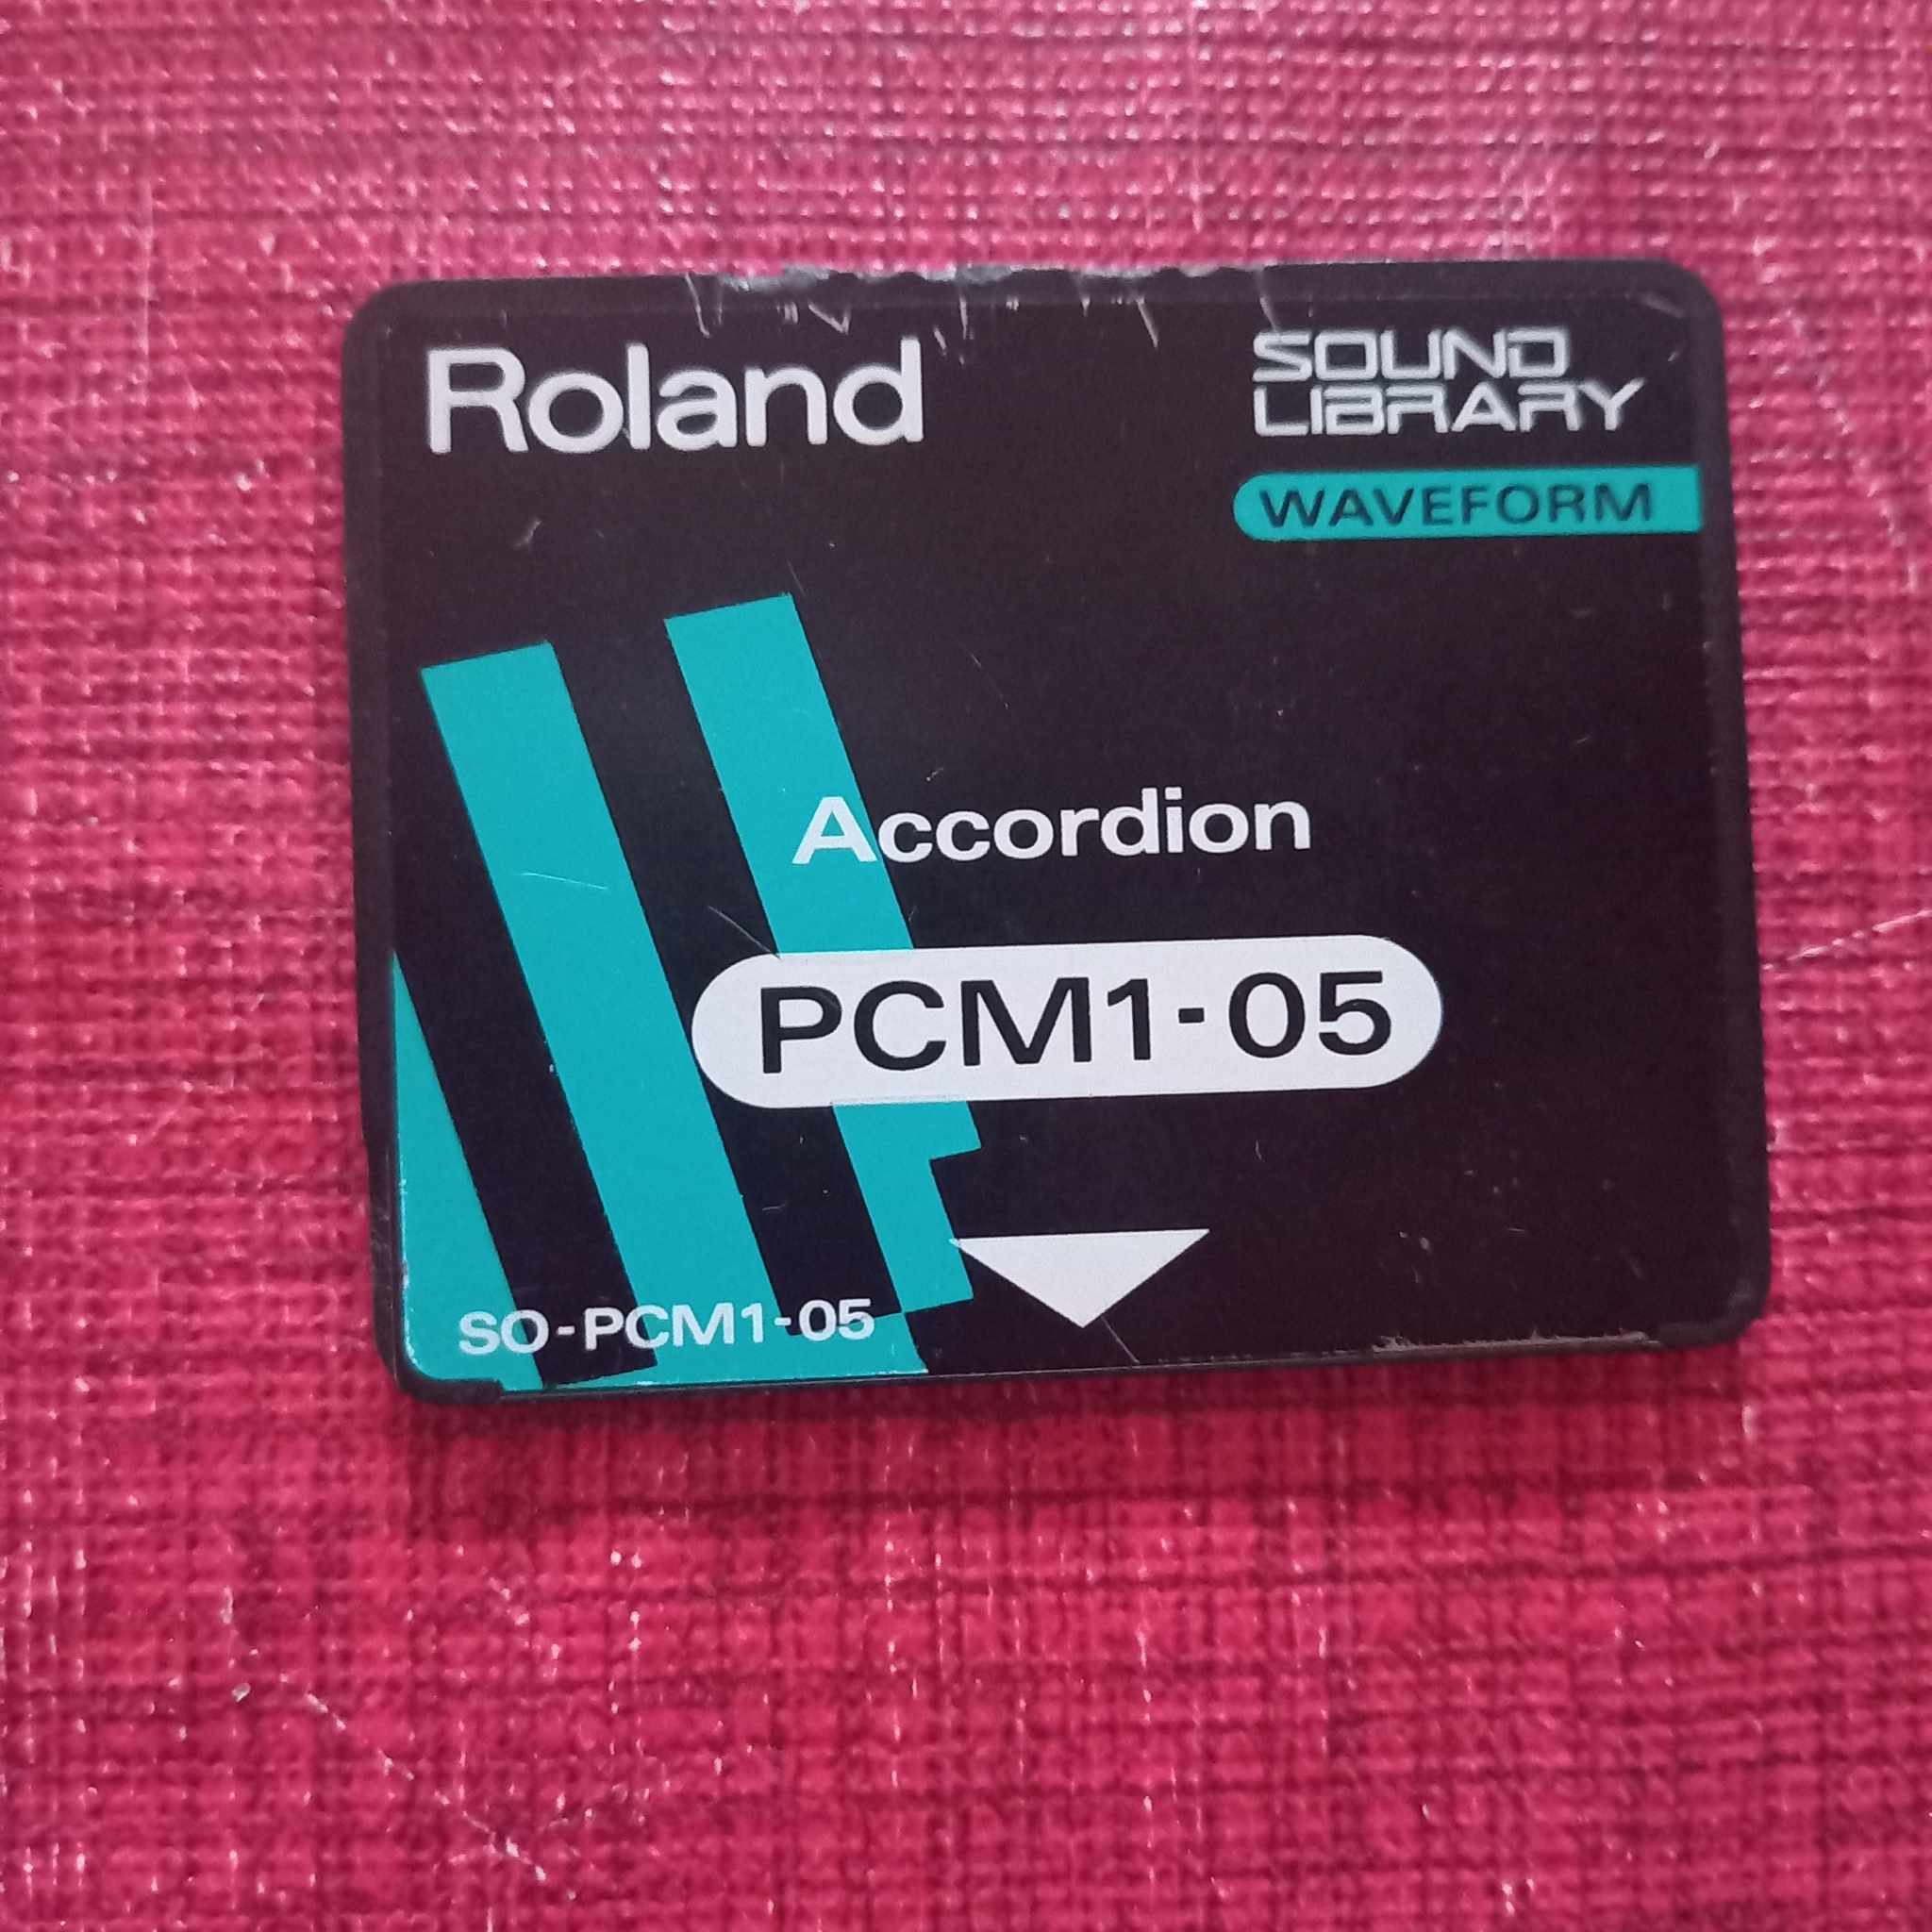 Roland
SOUND
LIBRARY
WAVEFORM
Accordion
PCM1-05
SO-PCM1-05